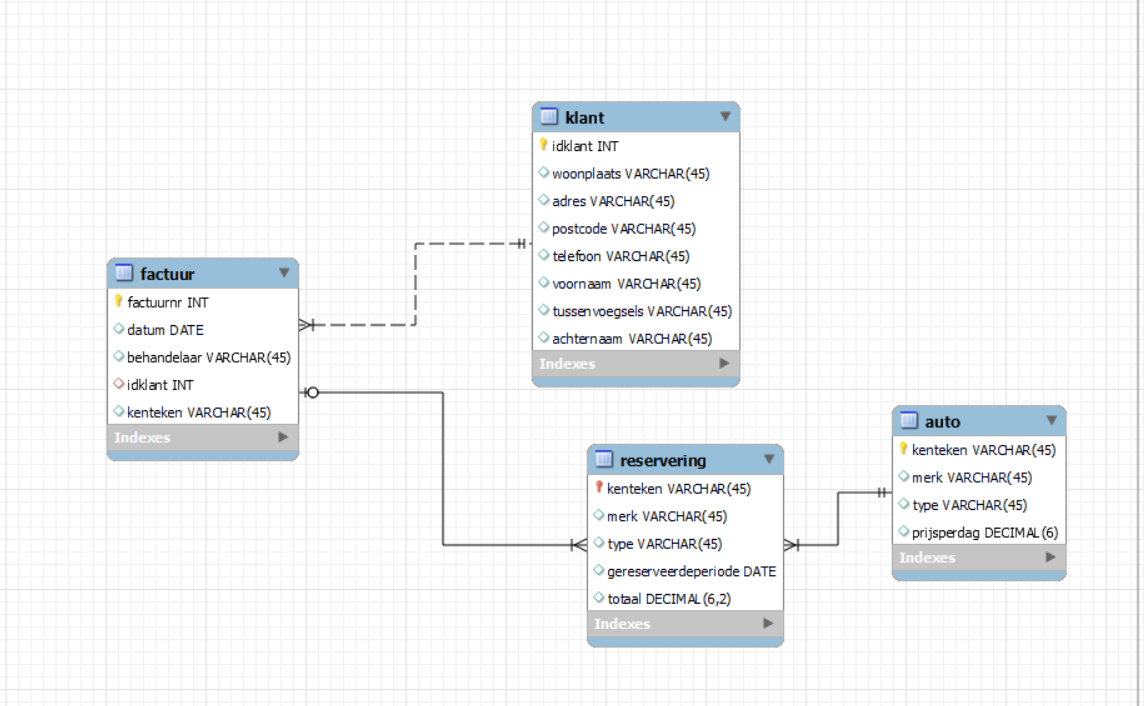 klant
idklant INT
woonplaats VARCHAR(45)
adres VARCHAR(45)
postcode VARCHAR(45)
telefoon VARCHAR(45)
voornaam VARCHAR(45)
tussenvoegsels VARCHAR(45)
achternaam VARCHAR(45)
Indexes
factuur
factuurnr INT
datum DATE
behandelaar VARCHAR(45)
idklant INT
kenteken VARCHAR(45)
Indexes
reservering
kenteken VARCHAR(45)
merk VARCHAR(45)
type VARCHAR(45)
gereserveerdeperiode DATE
totaal DECIMAL(6,2)
Indexes
auto
kenteken VARCHAR(45)
merk VARCHAR(45)
type VARCHAR(45)
prijsperdag DECIMAL(6)
Indexes